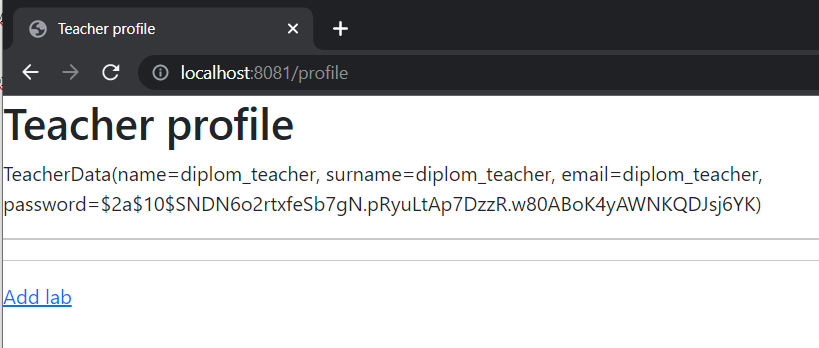 Teacher profile
localhost:8081/profile
Teacher profile
TeacherData(name=diplom_teacher, surname=diplom_teacher, email=diplom_teacher,
password=$2a$10$SNDN6o2rtxfeSb7gN.pRyuLtAp7DzzR.w80ABoK4yAWNKQDJsj6YK)
Add lab